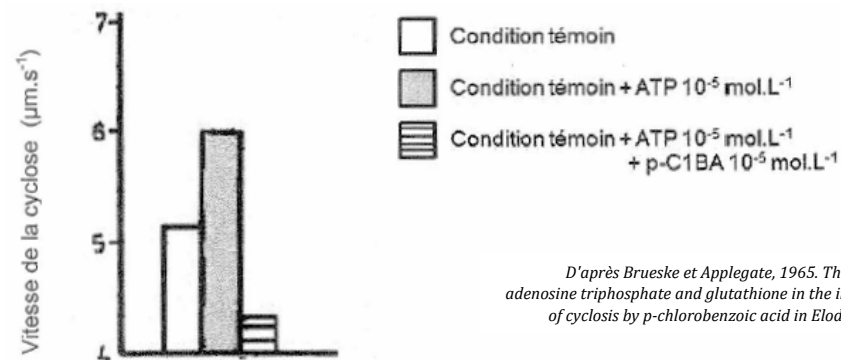 Vitesse de la cyclose (µm.s⁻¹)
7
6
5
4
Condition témoin
Condition témoin + ATP 10⁻⁵ mol.L⁻¹
Condition témoin + ATP 10⁻⁵ mol.L⁻¹
+ p-C1BA 10⁻⁵ mol.L⁻¹
D'après Brueske et Applegate, 1965. Th
adenosine triphosphate and glutathione in the i
of cyclosis by p-chlorobenzoic acid in Elod